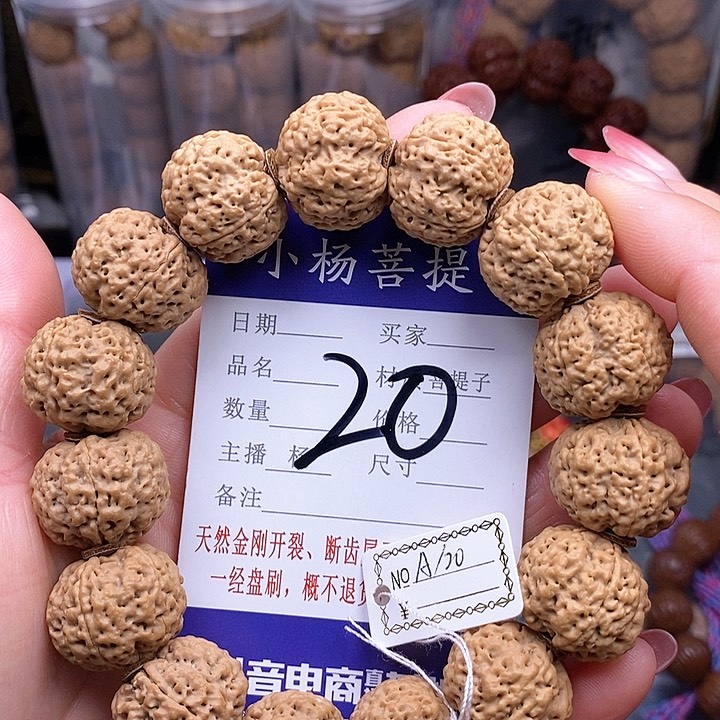 小杨菩提
日期 买家
品名 菩提子
20
数量 价格
主播 杨 尺寸
备注
天然金刚开裂、断齿
一经盘刷,概不退
NO A/20
¥
音电商